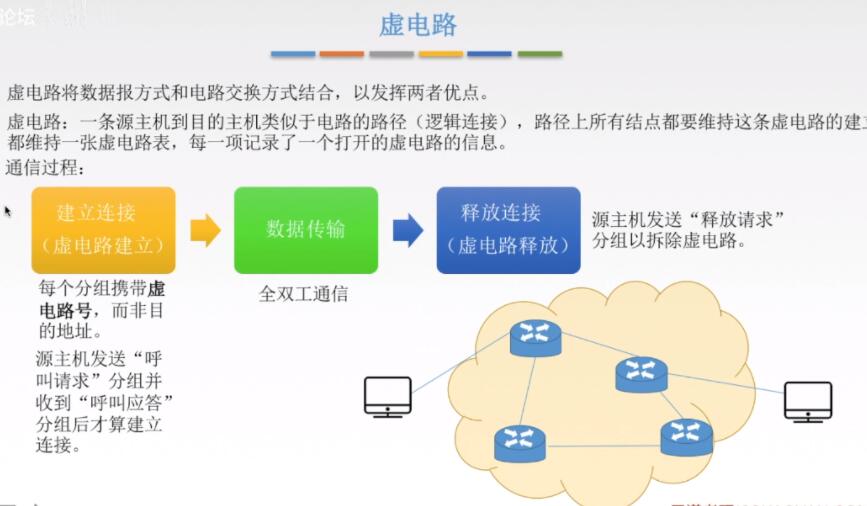 论坛
虚电路
虚电路将数据报方式和电路交换方式结合，以发挥两者优点。
虚电路：一条源主机到目的主机类似于电路的路径（逻辑连接），路径上所有结点都要维持这条虚电路的建
都维持一张虚电路表，每一项记录了一个打开的虚电路的信息。
通信过程：
建立连接
（虚电路建立）
数据传输
释放连接
（虚电路释放）
源主机发送“释放请求”
分组以拆除虚电路。
每个分组携带虚
电路号，而非目
的地址。
全双工通信
源主机发送“呼
叫请求”分组并
收到“呼叫应答”
分组后才算建立
连接。